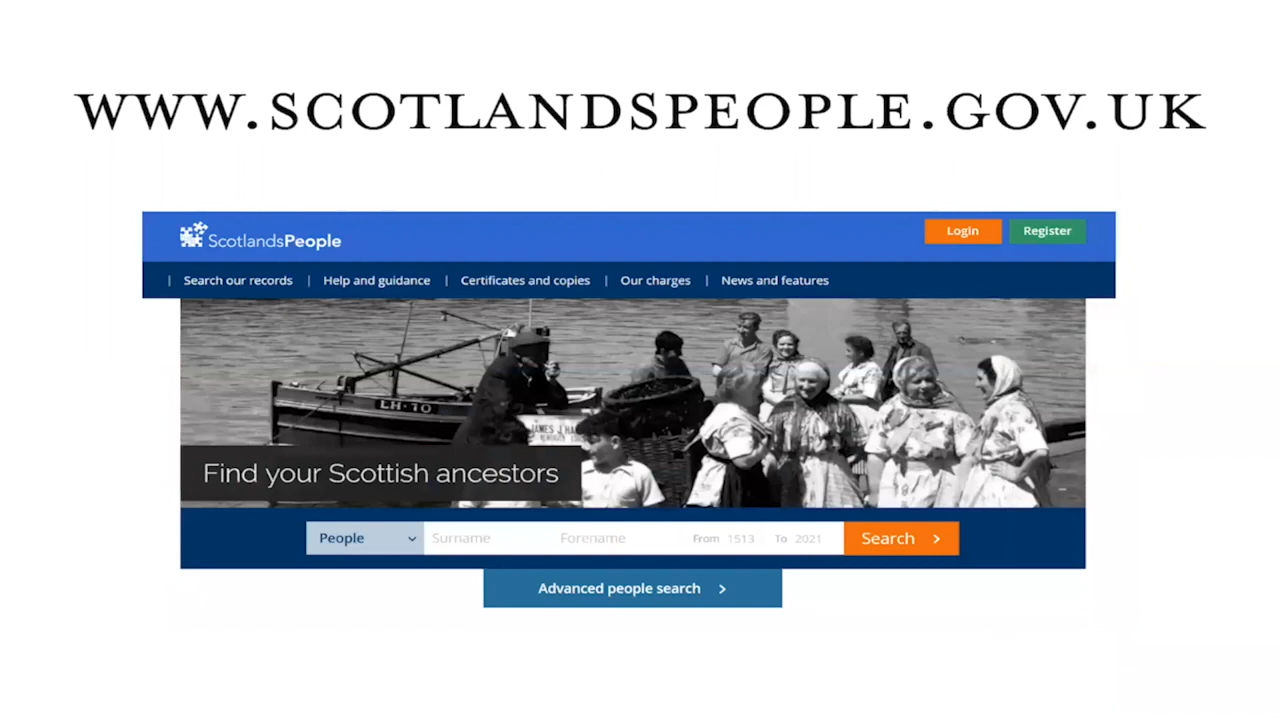 WWW.SCOTLANDSPEOPLE.GOV.UK
ScotlandsPeople
Login
Register
| Search our records | Help and guidance | Certificates and copies | Our charges | News and features
LH·10
JAMES J
Find your Scottish ancestors
People
Surname
Forename
From 1513
To 2021
Search >
Advanced people search >